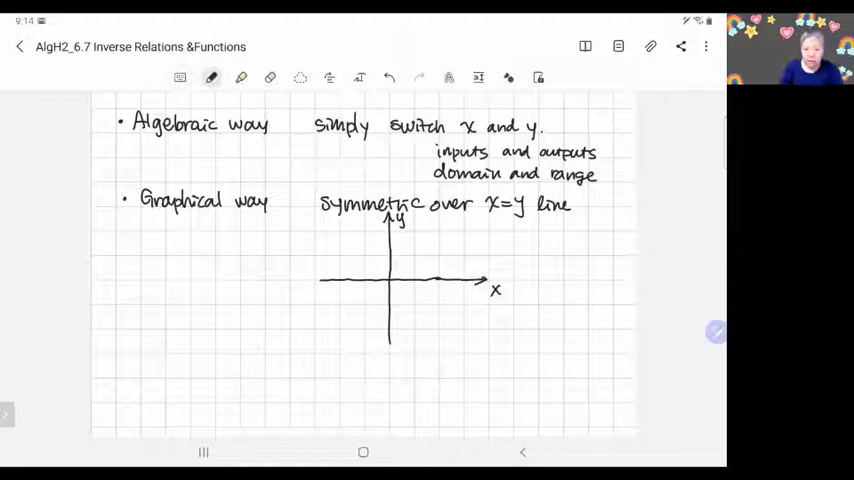 9:14
AlgH2_6.7 Inverse Relations &Functions
• Algebraic way simply switch x and y.
inputs and outputs
domain and range
• Graphical way symmetric over x=y line
y
x